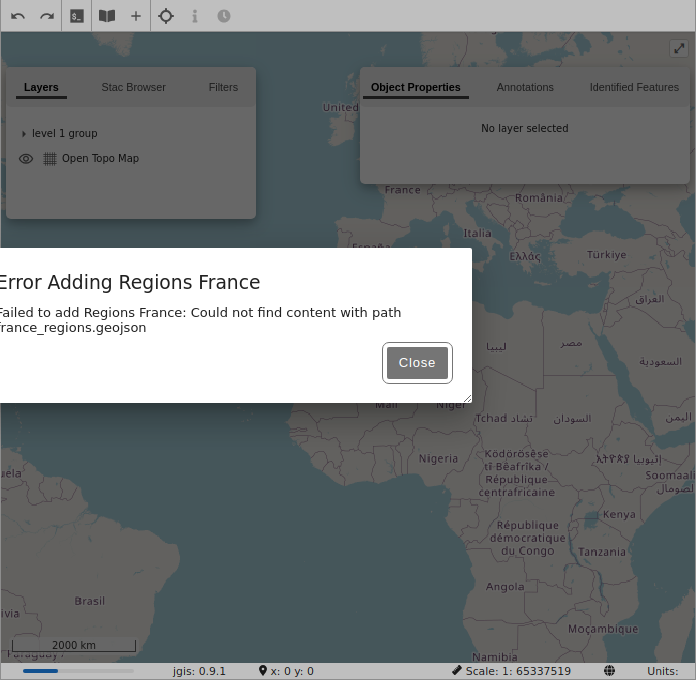 Layers
Stac Browser
Filters
level 1 group
Open Topo Map
Object Properties
Annotations
Identified Features
No layer selected
United
France
România
Italia
España
Ελλάς
Türkiye
العراق
Error Adding Regions France
Failed to add Regions France: Could not find content with path
france_regions.geojson
Close
ليبيا
مصر
السعودية
Mali
Niger
Tchad تشاد
السودان
اليمن
Nigeria
Ködörösêse
tî Bêafrîka /
République
centrafricaine
Soomaali
الصومال
Kenya
République
démocratique
du Congo
Tanzania
Angola
Brasil
Moçambique
Namibia
2000 km
jgis: 0.9.1
x: 0 y: 0
Scale: 1: 65337519
Units: